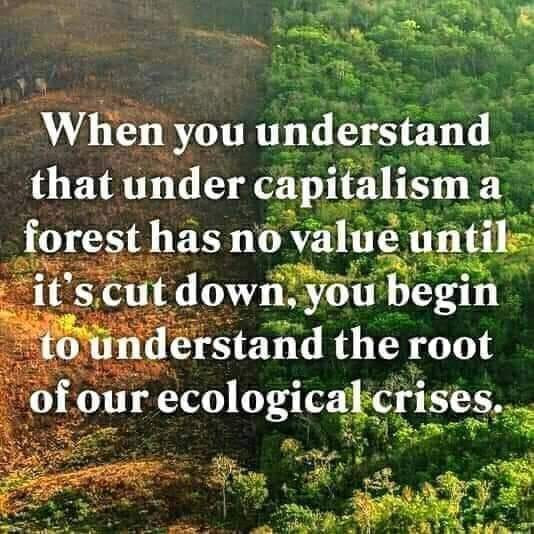 When you understand
that under capitalism a
forest has no value until
it's cut down, you begin
to understand the root
of our ecological crises.